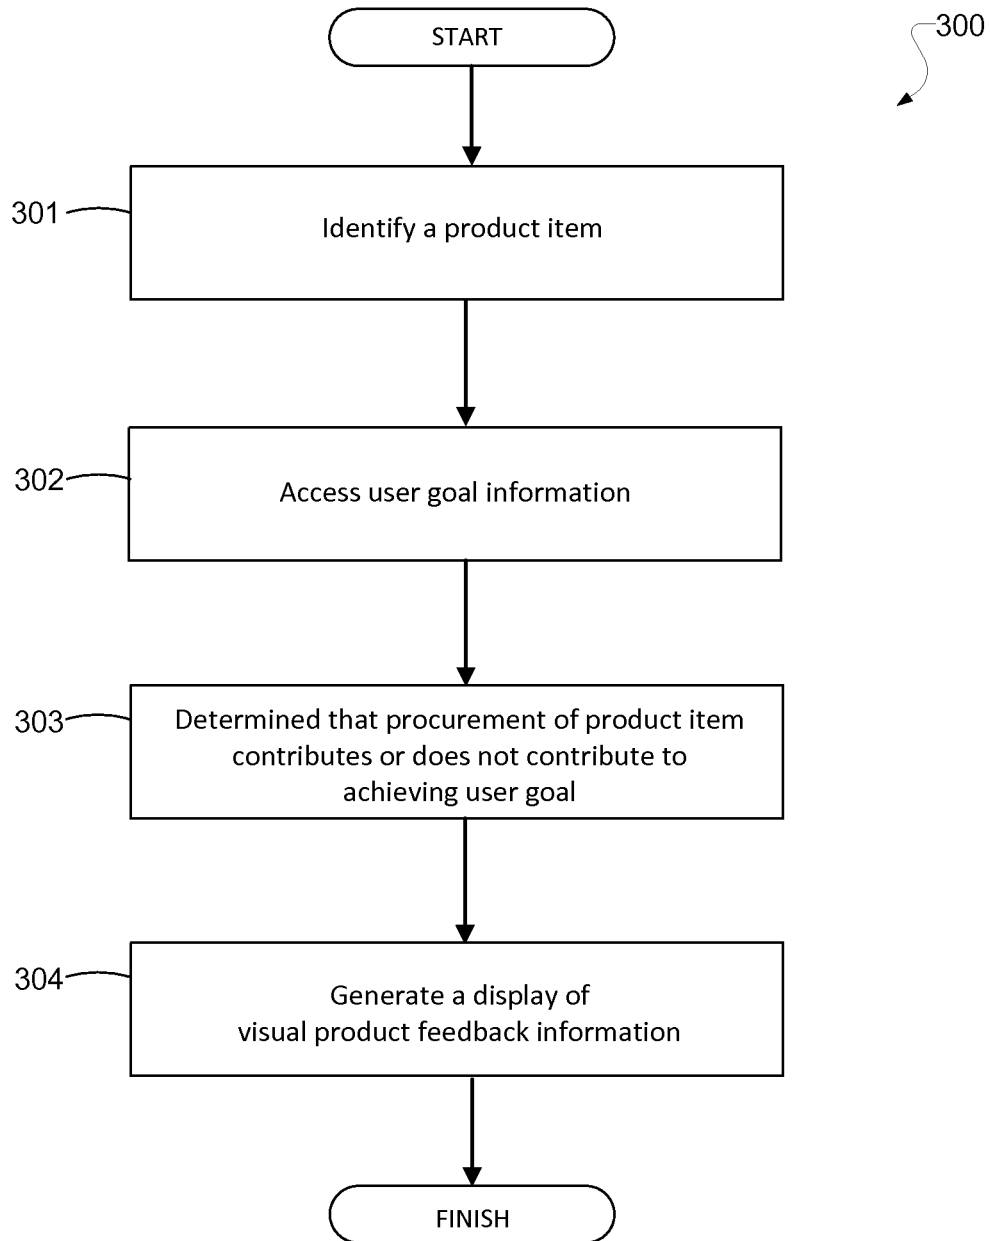 START
300
301
Identify a product item
302
Access user goal information
303
Determined that procurement of product item
contributes or does not contribute to
achieving user goal
304
Generate a display of
visual product feedback information
FINISH